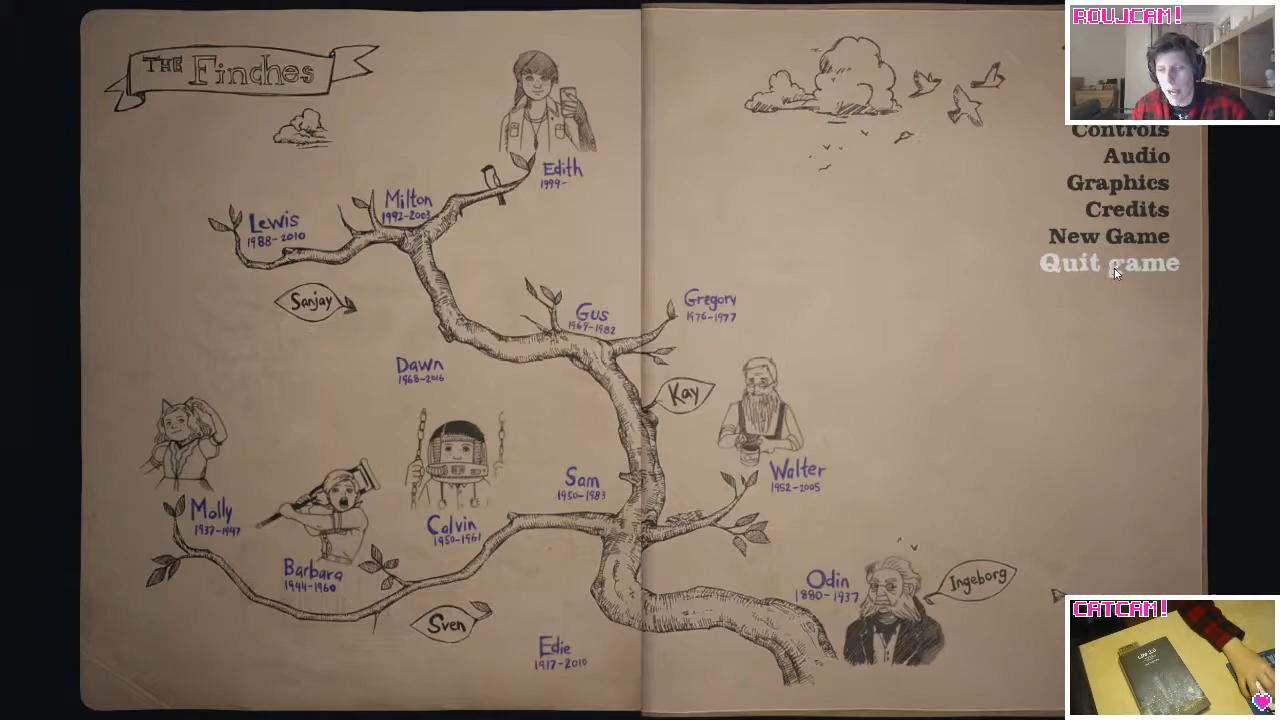 ROUJCAM!
THE Finches
Controls
Audio
Graphics
Credits
New Game
Quit game
Edith
1999-
Milton
1992-2003
Lewis
1988-2010
Sanjay
Gus
1969-1982
Gregory
1976-1977
Dawn
1968-2016
Kay
Walter
1952-2005
Sam
1950-1983
Molly
1937-1947
Calvin
1950-1961
Barbara
1944-1960
Odin
1880-1937
Ingeborg
Sven
Edie
1917-2010
CATCAM!